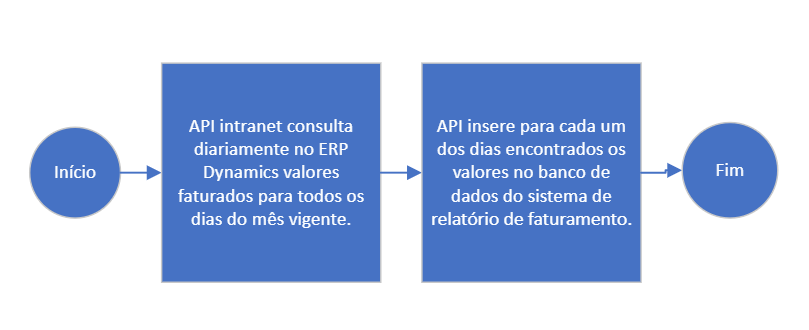 Início
API intranet consulta
diariamente no ERP
Dynamics valores
faturados para todos os
dias do mês vigente.
API insere para cada um
dos dias encontrados os
valores no banco de
dados do sistema de
relatório de faturamento.
Fim